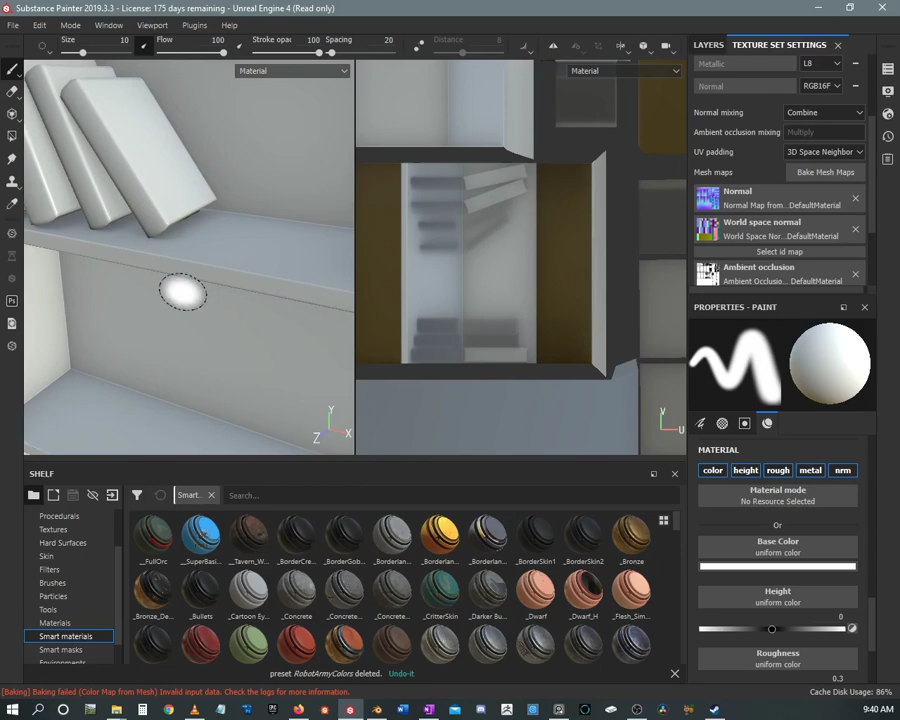 Substance Painter 2019.3.3 - License: 175 days remaining - Unreal Engine 4 (Read only)
File Edit Mode Window Viewport Plugins Help
Size 10 Flow 100 Stroke opac 100 Spacing 20 Distance 8
Material
Material
LAYERS TEXTURE SET SETTINGS
Metallic L8
Normal RGB16F
Normal mixing Combine
Ambient occlusion mixing Multiply
UV padding 3D Space Neighbor
Mesh maps Bake Mesh Maps
Normal
Normal Map from ...DefaultMaterial
World space normal
World Space Nor...DefaultMaterial
Select id map
Ambient occlusion
Ambient Occlusio... DefaultMaterial
PROPERTIES - PAINT
Y
Z X
V
U
MATERIAL
color height rough metal nrm
Material mode
No Resource Selected
Or
Base Color
uniform color
Height
uniform color
0
Roughness
uniform color
0.3
SHELF
Smart.. Search...
Procedurals
Textures
Hard Surfaces
Skin
Filters
Brushes
Particles
Tools
Materials
Smart materials
Smart masks
Environments
__FullOrc __SuperBasi... __Tavern_W... _BorderCre... _BorderGob... _Borderlan... _Borderlan... _Borderlan... _BorderSkin1 _BorderSkin2 _Bronze
_Bronze_De... _Bullets _Cartoon Ey... _Concrete _Concrete... _Concrete... _CritterSkin _Darker Bu... _Dwarf _Dwarf_H _Flesh_Sim...
preset RobotArmyColors deleted. Undo-it
[Baking] Baking failed (Color Map from Mesh) Invalid input data. Check the logs for more information.
Cache Disk Usage: 86%
9:40 AM